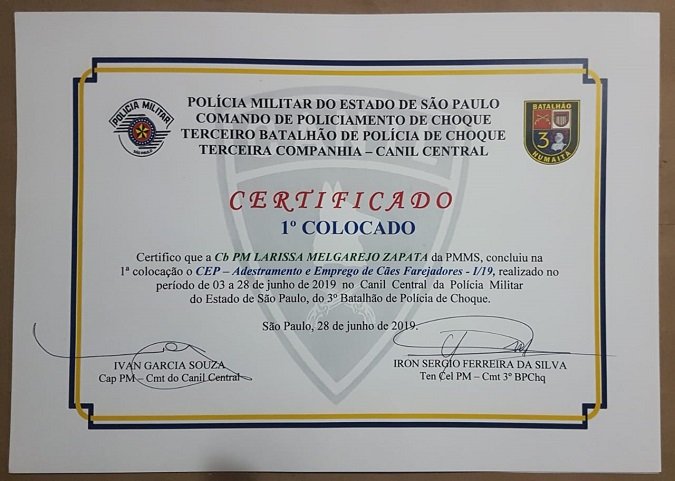 POLÍCIA MILITAR
SÃO PAULO
POLÍCIA MILITAR DO ESTADO DE SÃO PAULO
COMANDO DE POLICIAMENTO DE CHOQUE
TERCEIRO BATALHÃO DE POLÍCIA DE CHOQUE
TERCEIRA COMPANHIA – CANIL CENTRAL
BATALHÃO
3
HUMAITÁ
CERTIFICADO
1º COLOCADO
Certifico que a Cb PM LARISSA MELGAREJO ZAPATA da PMMS, concluiu na
1ª colocação o CEP – Adestramento e Emprego de Cães Farejadores - I/19, realizado no
período de 03 a 28 de junho de 2019 no Canil Central da Polícia Militar
do Estado de São Paulo, do 3º Batalhão de Polícia de Choque.
São Paulo, 28 de junho de 2019.
IVAN GARCIA SOUZA
Cap PM – Cmt do Canil Central
IRON SERGIO FERREIRA DA SILVA
Ten Cel PM – Cmt 3º BPChq